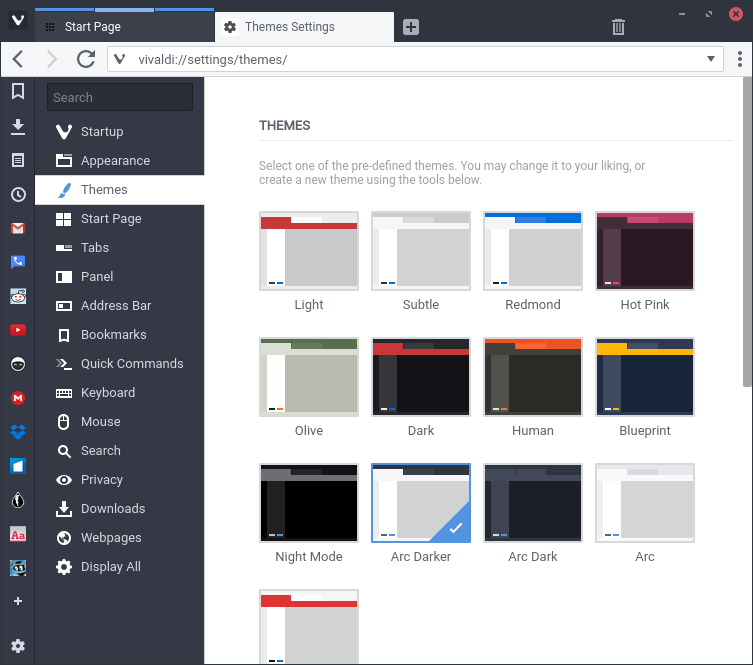 Start Page
Themes Settings
vivaldi://settings/themes/
Search
Startup
Appearance
Themes
Start Page
Tabs
Panel
Address Bar
Bookmarks
Quick Commands
Keyboard
Mouse
Search
Privacy
Downloads
Webpages
Display All
Aa
THEMES
Select one of the pre-defined themes. You may change it to your liking, or
create a new theme using the tools below.
Light
Subtle
Redmond
Hot Pink
Olive
Dark
Human
Blueprint
Night Mode
Arc Darker
Arc Dark
Arc